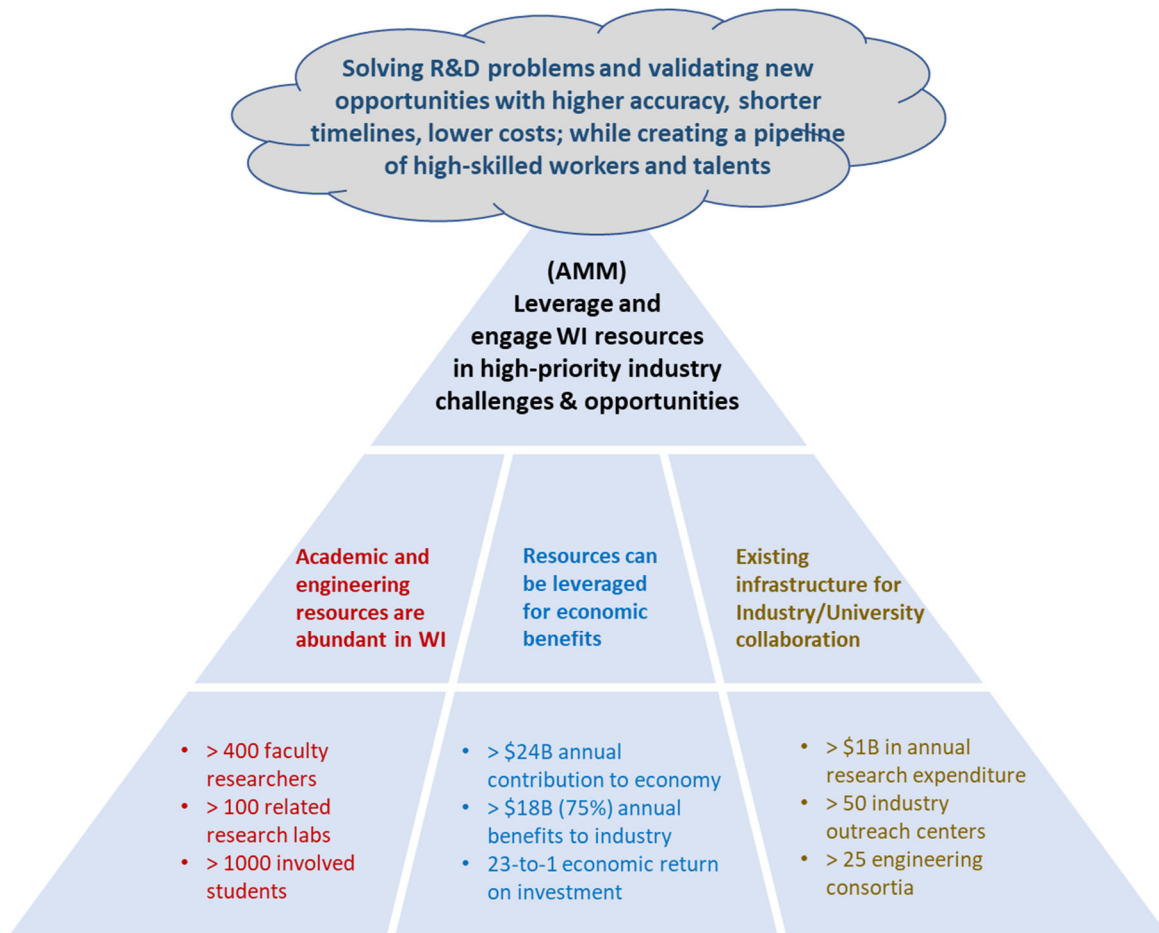 Solving R&D problems and validating new
opportunities with higher accuracy, shorter
timelines, lower costs; while creating a pipeline
of high-skilled workers and talents
(AMM)
Leverage and
engage WI resources
in high-priority industry
challenges & opportunities
Academic and
engineering
resources are
abundant in WI
Resources can
be leveraged
for economic
benefits
Existing
infrastructure for
Industry/University
collaboration
• > 400 faculty
researchers
• > 100 related
research labs
• > 1000 involved
students
• > $24B annual
contribution to economy
• > $18B (75%) annual
benefits to industry
• 23-to-1 economic return
on investment
• > $1B in annual
research expenditure
• > 50 industry
outreach centers
• > 25 engineering
consortia